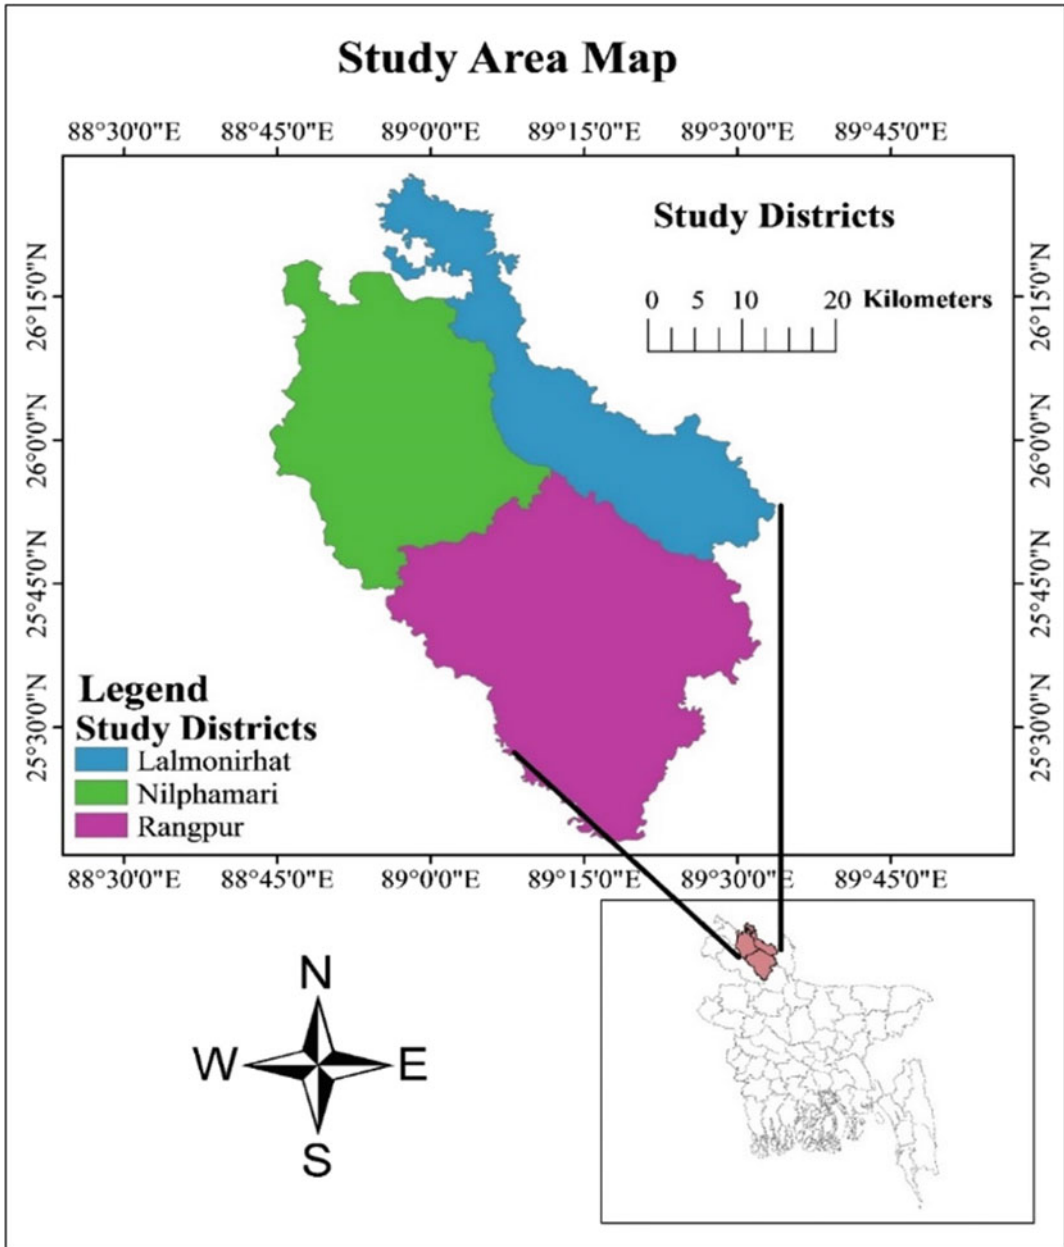 Study Area Map
88°30'0"E 88°45'0"E 89°0'0"E 89°15'0"E 89°30'0"E 89°45'0"E
Study Districts
0 5 10 20 Kilometers
26°15'0"N 26°15'0"N
26°0'0"N 26°0'0"N
25°45'0"N 25°45'0"N
25°30'0"N 25°30'0"N
Legend
Study Districts
Lalmonirhat
Nilphamari
Rangpur
88°30'0"E 88°45'0"E 89°0'0"E 89°15'0"E 89°30'0"E 89°45'0"E
N
W E
S